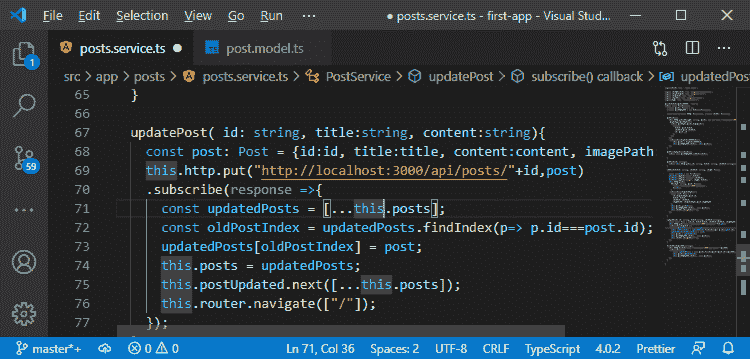 File Edit Selection View Go Run ··· posts.service.ts - first-app - Visual Stud...
posts.service.ts ● TS post.model.ts
src > app > posts > posts.service.ts > PostService > updatePost > subscribe() callback > updatedPost
65 }
66
67 updatePost( id: string, title:string, content:string){
68 const post: Post = {id:id, title:title, content:content, imagePath
69 this.http.put("http://localhost:3000/api/posts/"+id,post)
70 .subscribe(response =>{
71 const updatedPosts = [...this.posts];
72 const oldPostIndex = updatedPosts.findIndex(p=> p.id===post.id);
73 updatedPosts[oldPostIndex] = post;
74 this.posts = updatedPosts;
75 this.postUpdated.next([...this.posts]);
76 this.router.navigate(["/"]);
77 });
1
59
master*+ 0 0 Ln 71, Col 36 Spaces: 2 UTF-8 CRLF TypeScript 4.0.2 Prettier